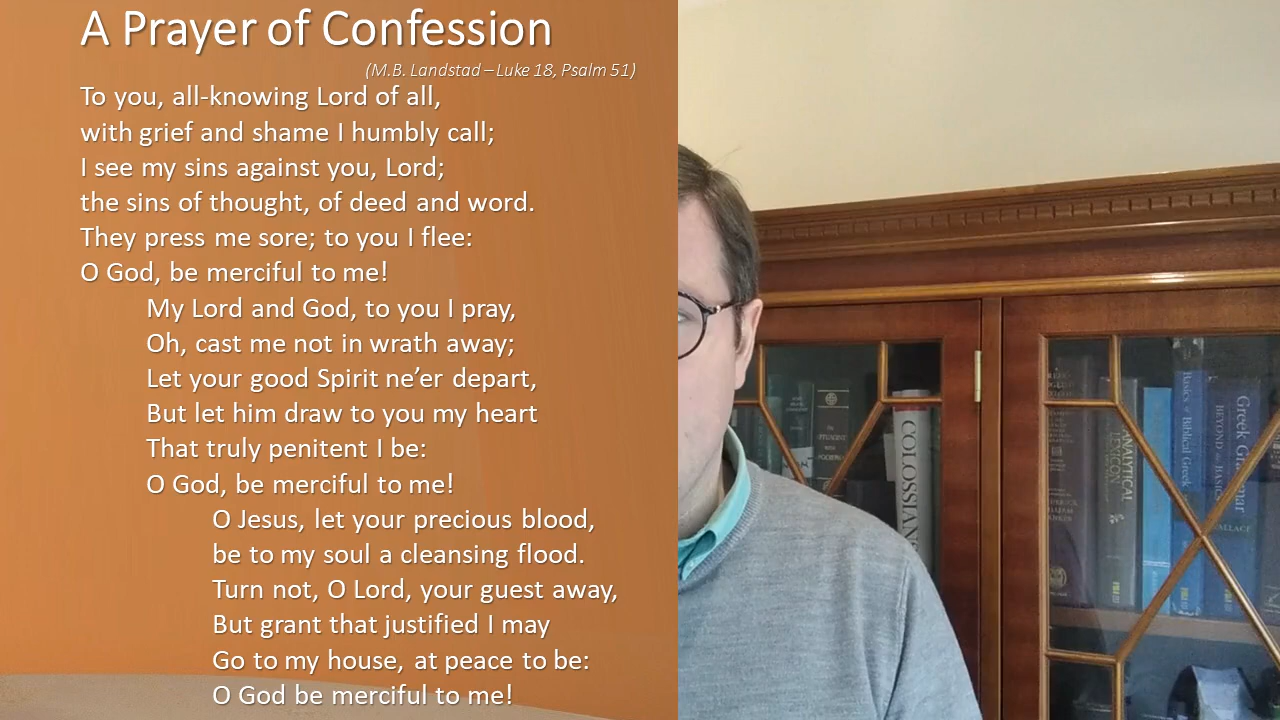 A Prayer of Confession
(M.B. Landstad – Luke 18, Psalm 51)
To you, all-knowing Lord of all,
with grief and shame I humbly call;
I see my sins against you, Lord;
the sins of thought, of deed and word.
They press me sore; to you I flee:
O God, be merciful to me!
My Lord and God, to you I pray,
Oh, cast me not in wrath away;
Let your good Spirit ne’er depart,
But let him draw to you my heart
That truly penitent I be:
O God, be merciful to me!
O Jesus, let your precious blood,
be to my soul a cleansing flood.
Turn not, O Lord, your guest away,
But grant that justified I may
Go to my house, at peace to be:
O God be merciful to me!
COLOSSIANS
ANALYTICAL
LEXICON
Basics of Biblical Greek
Greek Grammar
BEYOND the BASICS
WALLACE